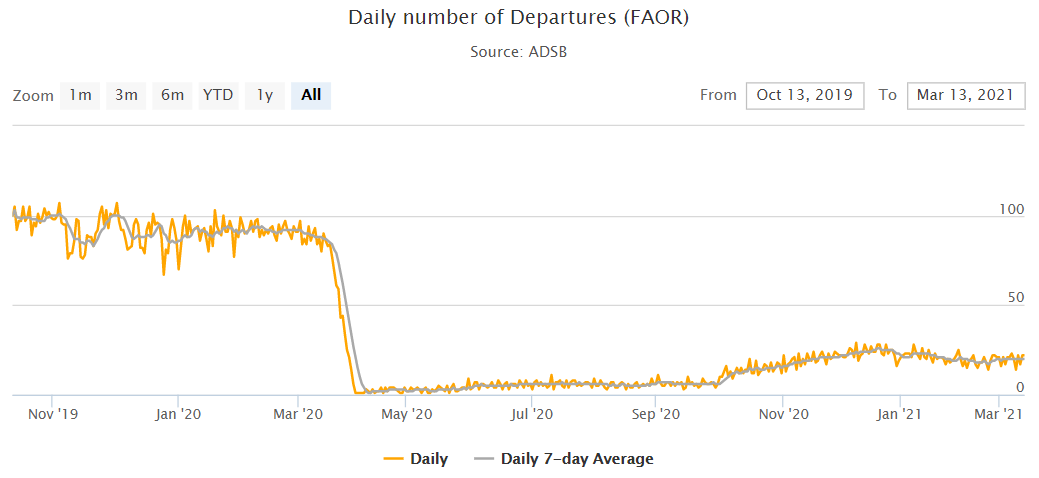 Daily number of Departures (FAOR)
Source: ADSB
Zoom 1m 3m 6m YTD 1y All From Oct 13, 2019 To Mar 13, 2021
100
50
0
Nov '19 Jan '20 Mar '20 May '20 Jul '20 Sep '20 Nov '20 Jan '21 Mar '21
Daily Daily 7-day Average